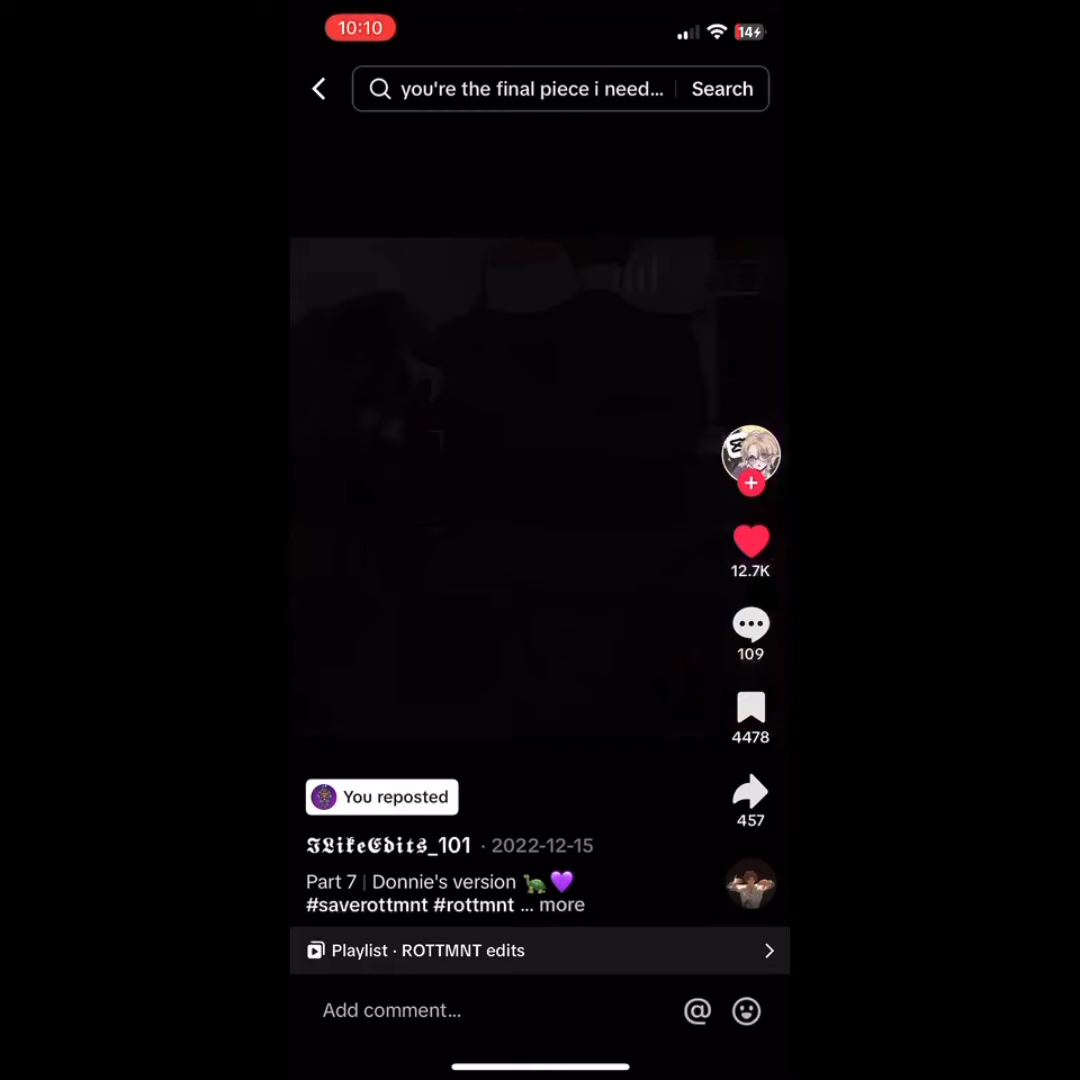 10:10
14
you're the final piece i need... Search
12.7K
109
4478
457
You reposted
𝕴𝕷𝖎𝖐𝖊𝕰𝖉𝖎𝖙𝖘_101 · 2022-12-15
Part 7 | Donnie's version 🐢💜
#saverottmnt #rottmnt ... more
Playlist · ROTTMNT edits
Add comment...